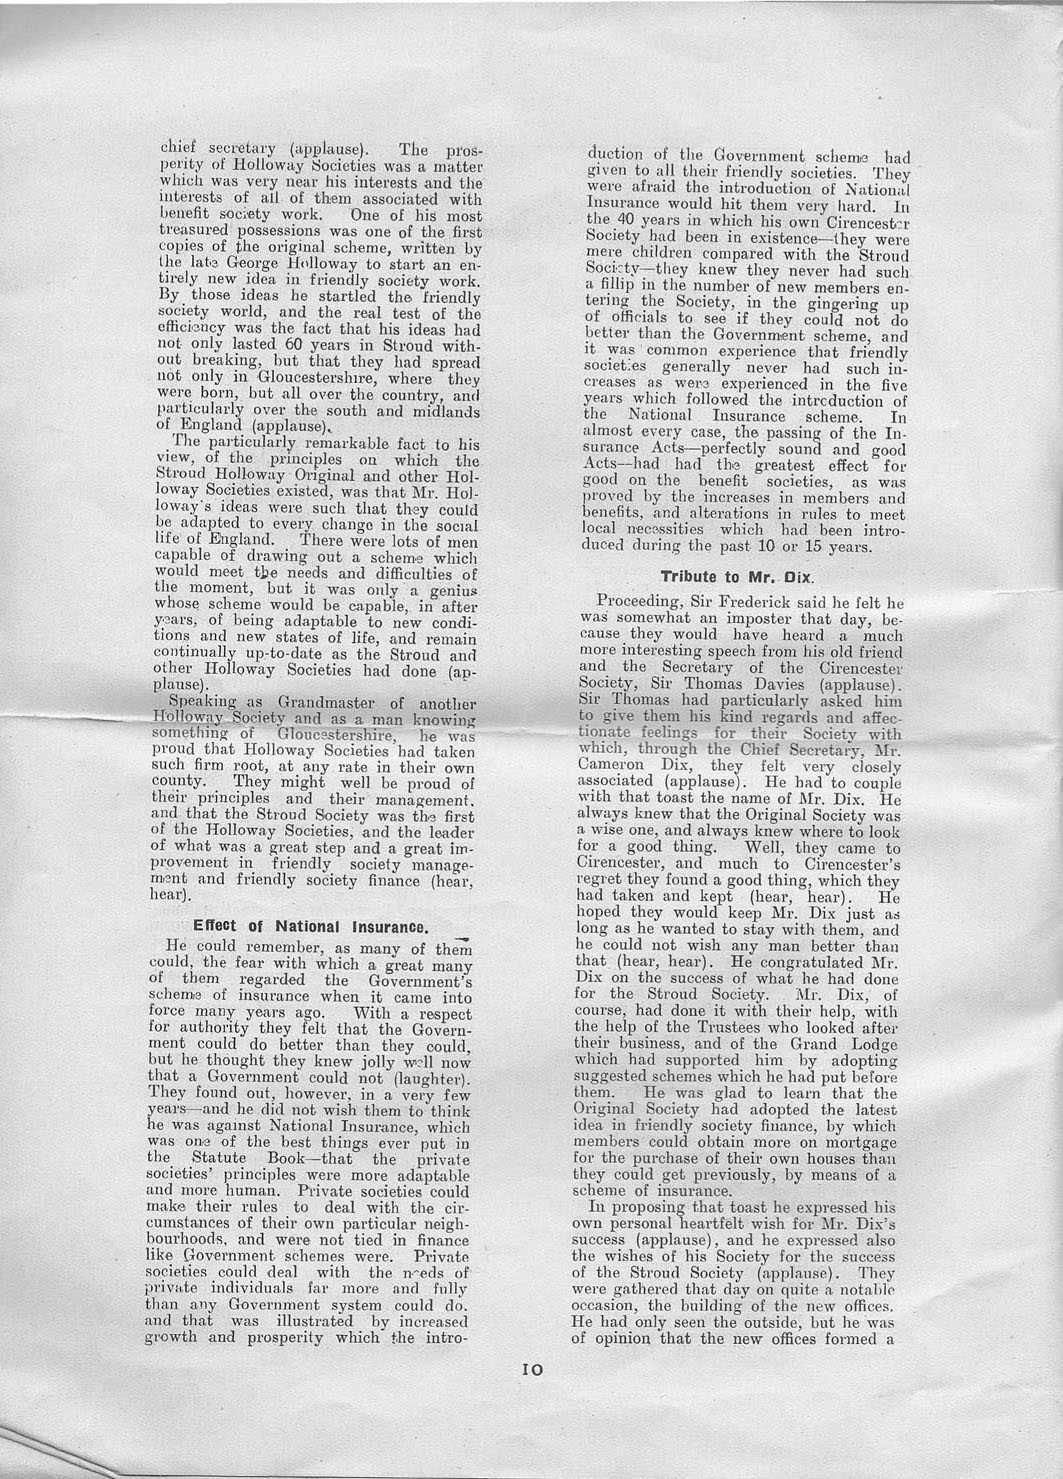 chief secretary (applause). The pros-
perity of Holloway Societies was a matter
which was very near his interests and the
interests of all of them associated with
benefit society work. One of his most
treasured possessions was one of the first
copies of the original scheme, written by
the late George Holloway to start an en-
tirely new idea in friendly society work.
By those ideas he startled the friendly
society world, and the real test of the
efficiency was the fact that his ideas had
not only lasted 60 years in Stroud with-
out breaking, but that they had spread
not only in Gloucestershire, where they
were born, but all over the country, and
particularly over the south and midlands
of England (applause).
The particularly remarkable fact to his
view, of the principles on which the
Stroud Holloway Original and other Hol-
loway Societies existed, was that Mr. Hol-
loway's ideas were such that they could
be adapted to every change in the social
life of England. There were lots of men
capable of drawing out a scheme which
would meet the needs and difficulties of
the moment, but it was only a genius
whose scheme would be capable, in after
years, of being adaptable to new condi-
tions and new states of life, and remain
continually up-to-date as the Stroud and
other Holloway Societies had done (ap-
plause).
Speaking as Grandmaster of another
Holloway Society and as a man knowing
something of Gloucestershire, he was
proud that Holloway Societies had taken
such firm root, at any rate in their own
county. They might well be proud of
their principles and their management,
and that the Stroud Society was the first
of the Holloway Societies, and the leader
of what was a great step and a great im-
provement in friendly society manage-
ment and friendly society finance (hear,
hear).
Effect of National Insurance.
He could remember, as many of them
could, the fear with which a great many
of them regarded the Government's
scheme of insurance when it came into
force many years ago. With a respect
for authority they felt that the Govern-
ment could do better than they could,
but he thought they knew jolly well now
that a Government could not (laughter).
They found out, however, in a very few
years—and he did not wish them to think
he was against National Insurance, which
was one of the best things ever put in
the Statute Book—that the private
societies' principles were more adaptable
and more human. Private societies could
make their rules to deal with the cir-
cumstances of their own particular neigh-
bourhoods, and were not tied in finance
like Government schemes were. Private
societies could deal with the needs of
private individuals far more and fully
than any Government system could do,
and that was illustrated by increased
growth and prosperity which the intro-
duction of the Government scheme had
given to all their friendly societies. They
were afraid the introduction of National
Insurance would hit them very hard. In
the 40 years in which his own Cirencester
Society had been in existence—they were
mere children compared with the Stroud
Society—they knew they never had such
a fillip in the number of new members en-
tering the Society, in the gingering up
of officials to see if they could not do
better than the Government scheme, and
it was common experience that friendly
societies generally never had such in-
creases as were experienced in the five
years which followed the introduction of
the National Insurance scheme. In
almost every case, the passing of the In-
surance Acts—perfectly sound and good
Acts—had had the greatest effect for
good on the benefit societies, as was
proved by the increases in members and
benefits, and alterations in rules to meet
local necessities which had been intro-
duced during the past 10 or 15 years.
Tribute to Mr. Dix.
Proceeding, Sir Frederick said he felt he
was somewhat an imposter that day, be-
cause they would have heard a much
more interesting speech from his old friend
and the Secretary of the Cirencester
Society, Sir Thomas Davies (applause).
Sir Thomas had particularly asked him
to give them his kind regards and affec-
tionate feelings for their Society with
which, through the Chief Secretary, Mr.
Cameron Dix, they felt very closely
associated (applause). He had to couple
with that toast the name of Mr. Dix. He
always knew that the Original Society was
a wise one, and always knew where to look
for a good thing. Well, they came to
Cirencester, and much to Cirencester's
regret they found a good thing, which they
had taken and kept (hear, hear). He
hoped they would keep Mr. Dix just as
long as he wanted to stay with them, and
he could not wish any man better than
that (hear, hear). He congratulated Mr.
Dix on the success of what he had done
for the Stroud Society. Mr. Dix, of
course, had done it with their help, with
the help of the Trustees who looked after
their business, and of the Grand Lodge
which had supported him by adopting
suggested schemes which he had put before
them. He was glad to learn that the
Original Society had adopted the latest
idea in friendly society finance, by which
members could obtain more on mortgage
for the purchase of their own houses than
they could get previously, by means of a
scheme of insurance.
In proposing that toast he expressed his
own personal heartfelt wish for Mr. Dix's
success (applause), and he expressed also
the wishes of his Society for the success
of the Stroud Society (applause). They
were gathered that day on quite a notable
occasion, the building of the new offices.
He had only seen the outside, but he was
of opinion that the new offices formed a
10